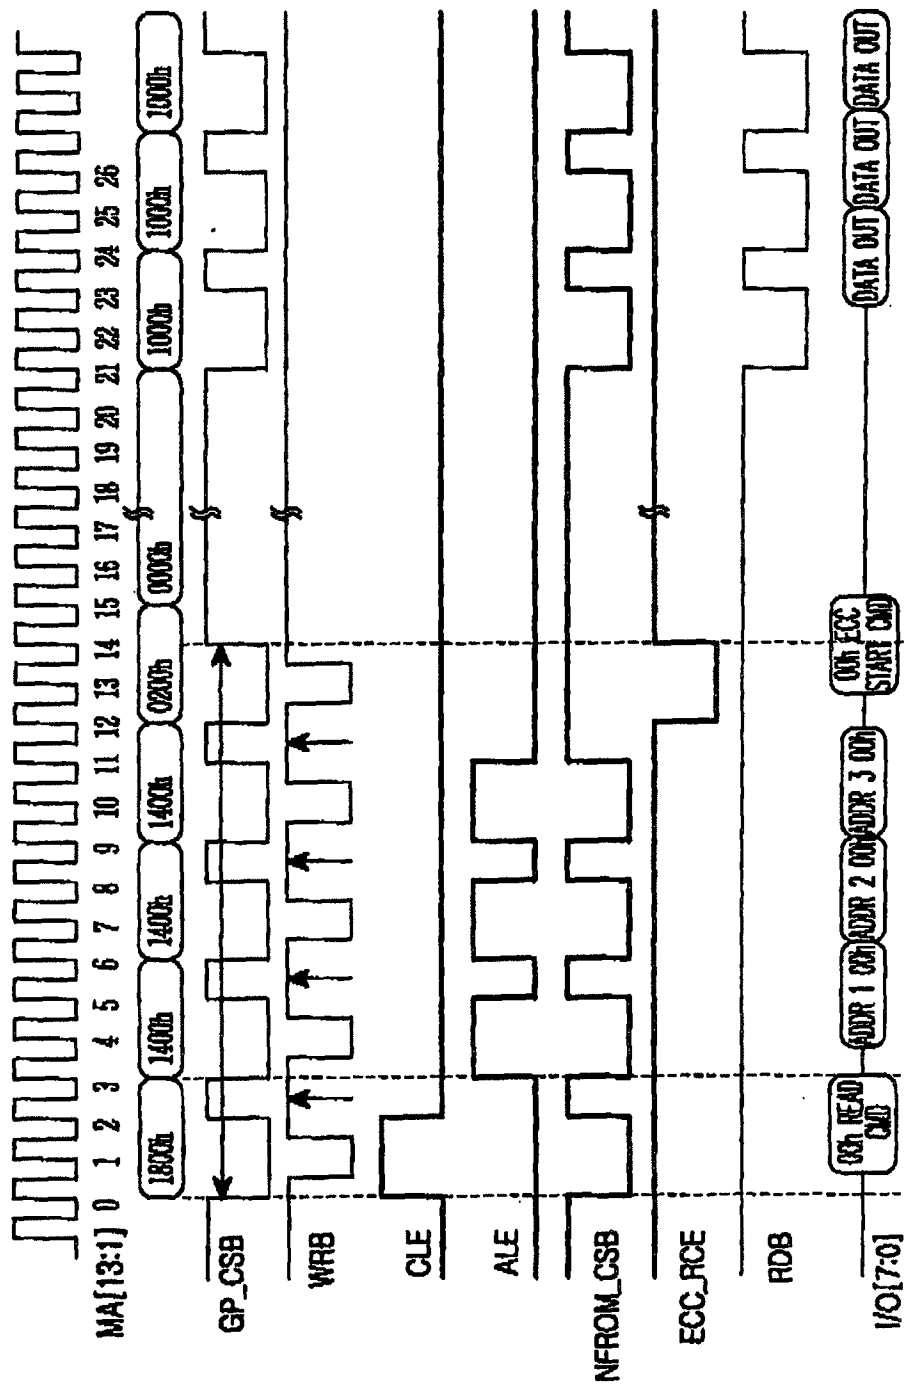 0 1 2 3 4 5 6 7 8 9 10 11 12 13 14 15 16 17 18 19 20 21 22 23 24 25 26
MA[13:1] 1800h 1400h 1400h 1400h 0200h 0000h 1000h 1000h 1000h
GP_CSB
WRB
CLE
ALE
NFROM_CSB
ECC_RCE
RDB
I/O[7:0] 00h READ CMD ADDR 1 00h ADDR 2 00h ADDR 3 00h 00h ECC START CMD DATA OUT DATA OUT DATA OUT